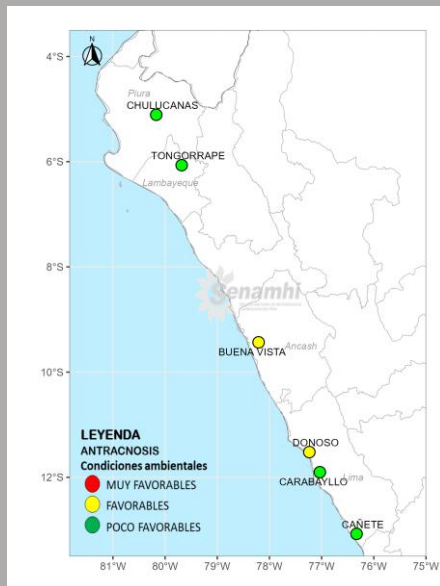 N
4°S
Piura
CHULUCANAS
TONGORRAPE
6°S
Lambayeque
8°S
Senamhi
Ancash
BUENA VISTA
10°S
LEYENDA
ANTRACNOSIS
Condiciones ambientales
MUY FAVORABLES
FAVORABLES
POCO FAVORABLES
DONOSO
12°S
Lima
CARABAYLLO
CAÑETE
81°W 80°W 79°W 78°W 77°W 76°W 75°W